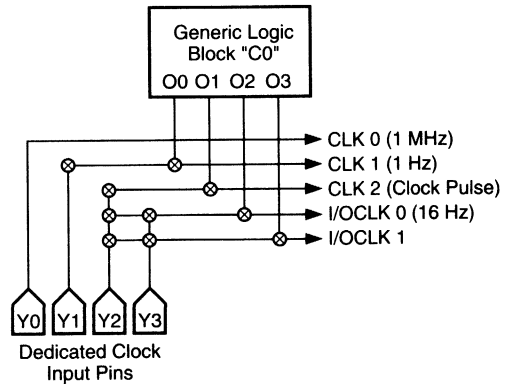 Generic Logic
Block "C0"
O0 O1 O2 O3
CLK 0 (1 MHz)
CLK 1 (1 Hz)
CLK 2 (Clock Pulse)
I/OCLK 0 (16 Hz)
I/OCLK 1
Y0 Y1 Y2 Y3
Dedicated Clock
Input Pins